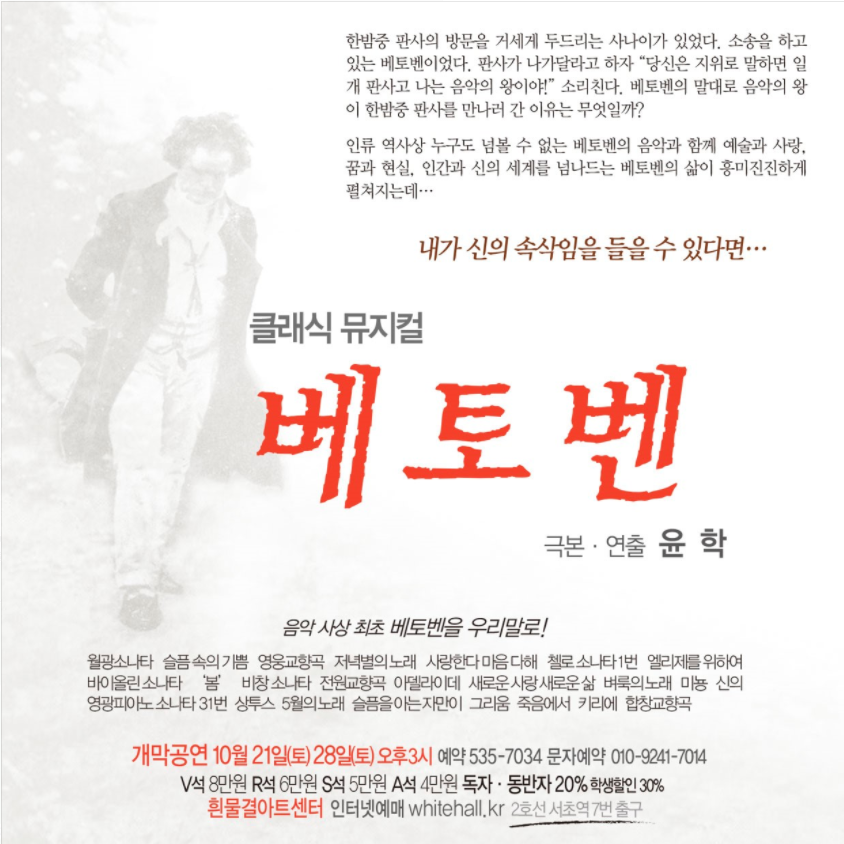 한밤중 판사의 방문을 거세게 두드리는 사나이가 있었다. 소송을 하고
있는 베토벤이었다. 판사가 나가달라고 하자 “당신은 지위로 말하면 일
개 판사고 나는 음악의 왕이야!” 소리친다. 베토벤의 말대로 음악의 왕
이 한밤중 판사를 만나러 간 이유는 무엇일까?
인류 역사상 누구도 넘볼 수 없는 베토벤의 음악과 함께 예술과 사랑,
꿈과 현실, 인간과 신의 세계를 넘나드는 베토벤의 삶이 흥미진진하게
펼쳐지는데…
내가 신의 속삭임을 들을 수 있다면…
클래식 뮤지컬
베토벤
극본 · 연출 윤 학
음악 사상 최초 베토벤을 우리말로!
월광소나타 슬픔 속의 기쁨 영웅교향곡 저녁별의 노래 사랑한다 마음 다해 첼로 소나타 1번 엘리제를 위하여
바이올린 소나타 ‘봄’ 비창 소나타 전원교향곡 아델라이데 새로운 사랑 새로운 삶 벼룩의 노래 미뇽 신의
영광 피아노 소나타 31번 상투스 5월의 노래 슬픔을 아는 자만이 그리움 죽음에서 키리에 합창교향곡
개막공연 10월 21일(토) 28일(토) 오후3시 예약 535-7034 문자예약 010-9241-7014
V석 8만원 R석 6만원 S석 5만원 A석 4만원 독자 · 동반자 20% 학생할인 30%
흰물결아트센터 인터넷예매 whitehall.kr 2호선 서초역 7번 출구